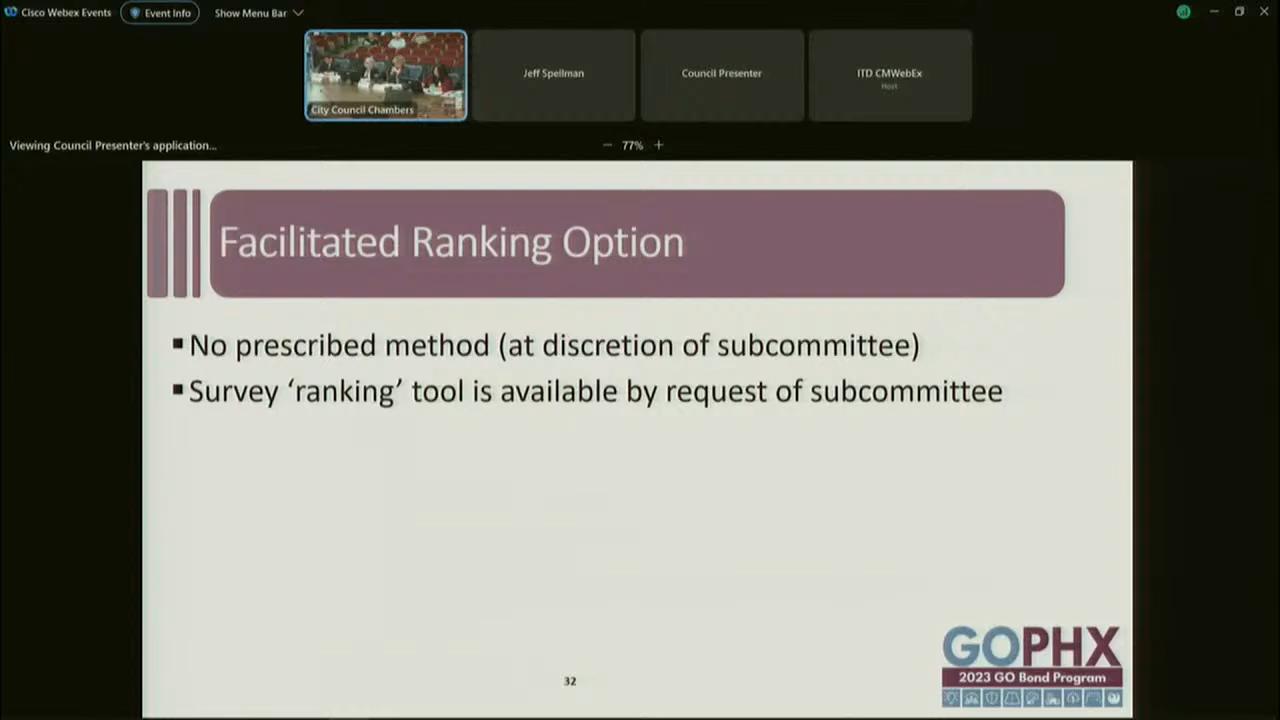 Cisco Webex Events
Event Info
Show Menu Bar
City Council Chambers
Jeff Spellman
Council Presenter
ITD CMWebEx
Host
Viewing Council Presenter's application...
77%
Facilitated Ranking Option
No prescribed method (at discretion of subcommittee)
Survey ‘ranking’ tool is available by request of subcommittee
32
GOPHX
2023 GO Bond Program